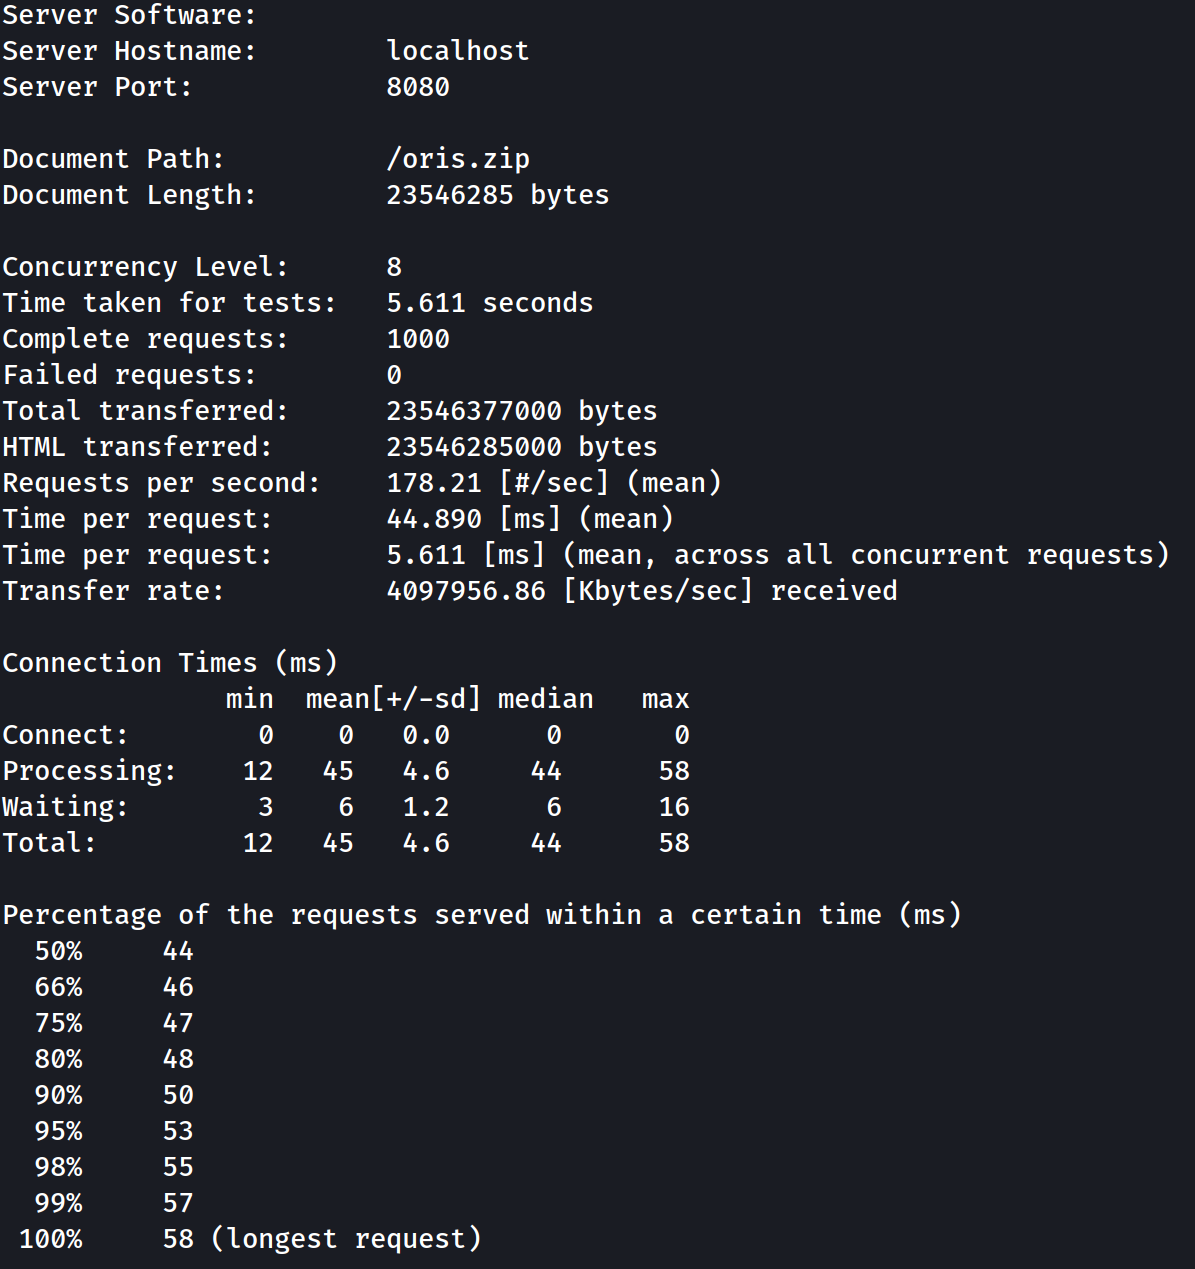 Server Software:
Server Hostname:        localhost
Server Port:            8080

Document Path:          /oris.zip
Document Length:        23546285 bytes

Concurrency Level:      8
Time taken for tests:   5.611 seconds
Complete requests:      1000
Failed requests:        0
Total transferred:      23546377000 bytes
HTML transferred:       23546285000 bytes
Requests per second:    178.21 [#/sec] (mean)
Time per request:       44.890 [ms] (mean)
Time per request:       5.611 [ms] (mean, across all concurrent requests)
Transfer rate:          4097956.86 [Kbytes/sec] received

Connection Times (ms)
              min  mean[+/-sd] median   max
Connect:        0    0   0.0      0       0
Processing:    12   45   4.6     44      58
Waiting:        3    6   1.2      6      16
Total:         12   45   4.6     44      58

Percentage of the requests served within a certain time (ms)
  50%     44
  66%     46
  75%     47
  80%     48
  90%     50
  95%     53
  98%     55
  99%     57
 100%     58 (longest request)